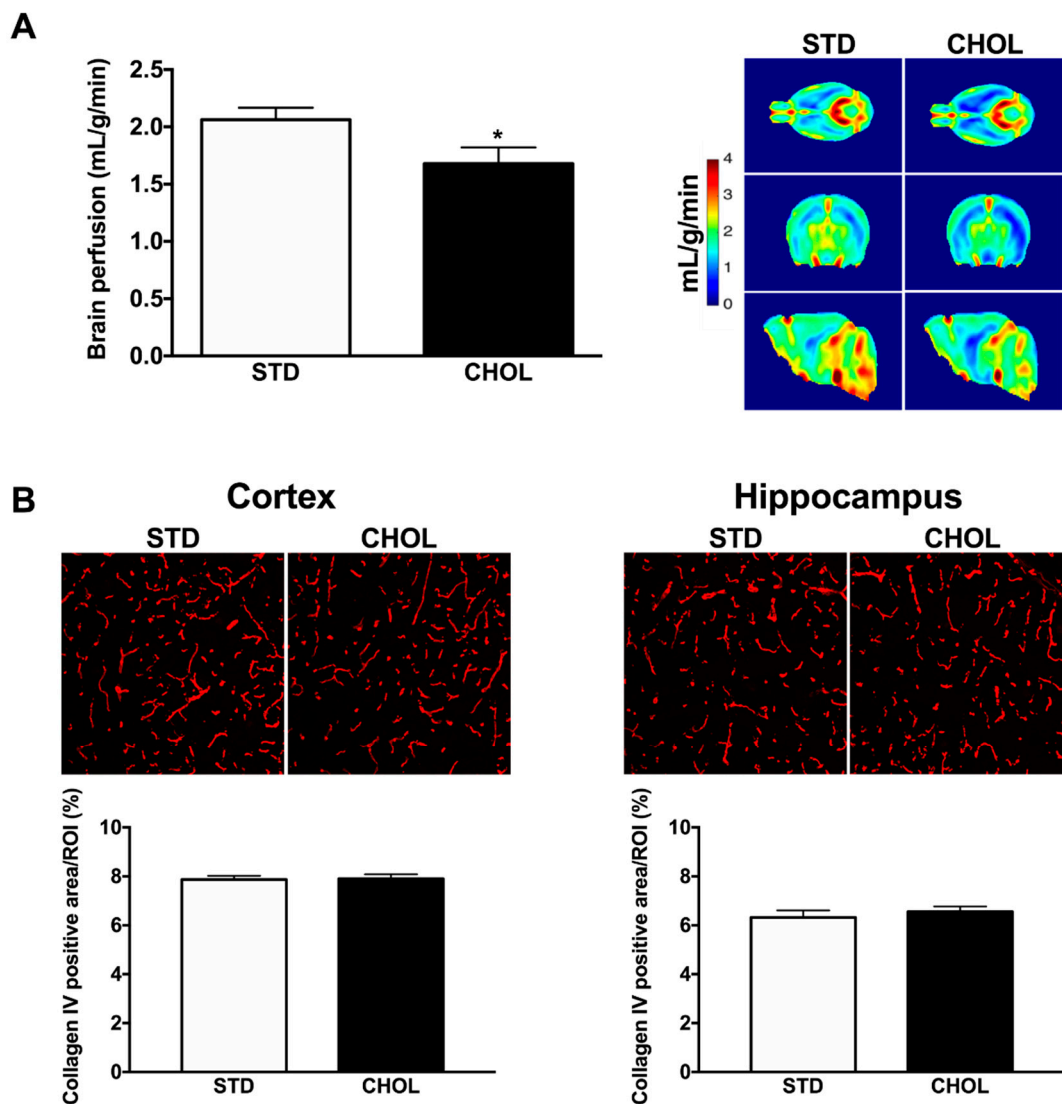 A
STD CHOL
Brain perfusion (mL/g/min)
2.5
2.0
1.5
1.0
0.5
0.0
*
STD CHOL
mL/g/min
4
3
2
1
0
B
Cortex
STD CHOL
Hippocampus
STD CHOL
Collagen IV positive area/ROI (%)
10
8
6
4
2
0
STD CHOL
Collagen IV positive area/ROI (%)
10
8
6
4
2
0
STD CHOL